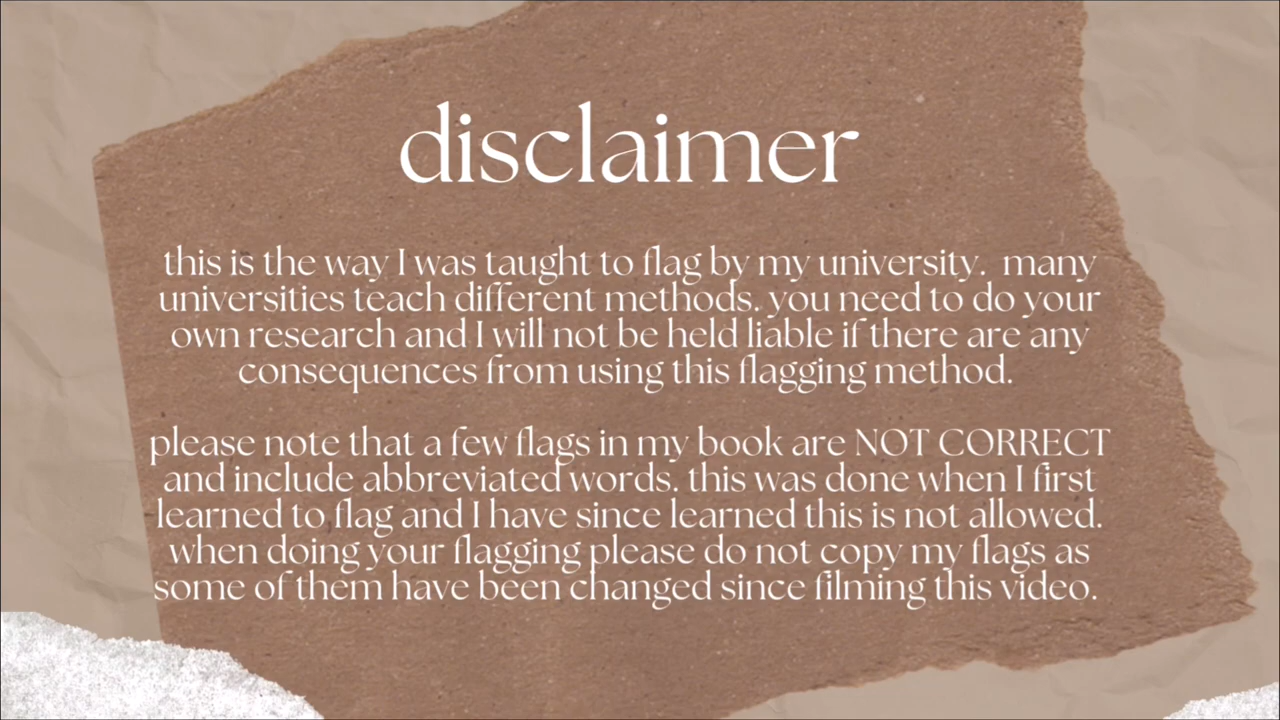 disclaimer
this is the way I was taught to flag by my university. many
universities teach different methods. you need to do your
own research and I will not be held liable if there are any
consequences from using this flagging method.
please note that a few flags in my book are NOT CORRECT
and include abbreviated words. this was done when I first
learned to flag and I have since learned this is not allowed.
when doing your flagging please do not copy my flags as
some of them have been changed since filming this video.